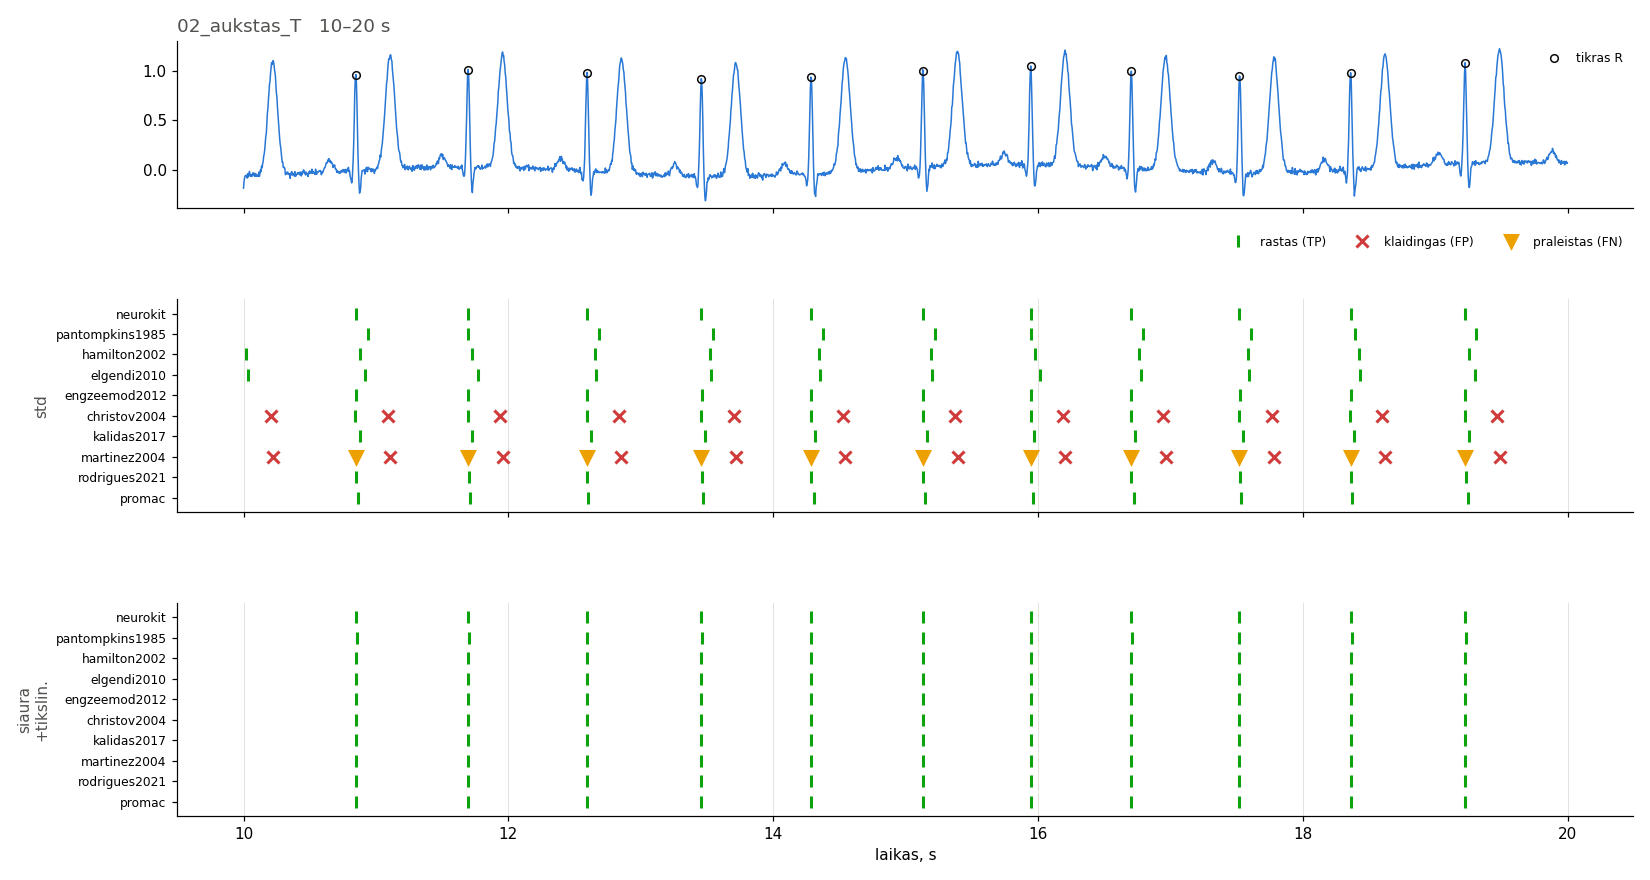 02_aukstas_T 10–20 s
tikras R
1.0
0.5
0.0
rastas (TP) klaidingas (FP) praleistas (FN)
std
neurokit
pantompkins1985
hamilton2002
elgendi2010
engzeemod2012
christov2004
kalidas2017
martinez2004
rodrigues2021
promac
siaura
+tikslin.
neurokit
pantompkins1985
hamilton2002
elgendi2010
engzeemod2012
christov2004
kalidas2017
martinez2004
rodrigues2021
promac
10 12 14 16 18 20
laikas, s